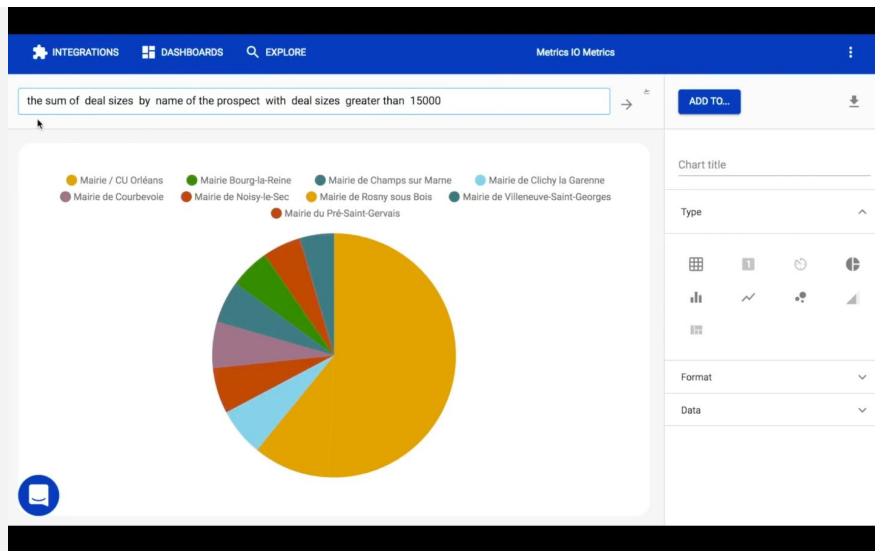 INTEGRATIONS DASHBOARDS EXPLORE Metrics IO Metrics
the sum of deal sizes by name of the prospect with deal sizes greater than 15000
ADD TO...
Chart title
Mairie / CU Orléans Mairie Bourg-la-Reine Mairie de Champs sur Marne Mairie de Clichy la Garenne
Mairie de Courbevoie Mairie de Noisy-le-Sec Mairie de Rosny sous Bois Mairie de Villeneuve-Saint-Georges
Mairie du Pré-Saint-Gervais
Type
1
Format
Data